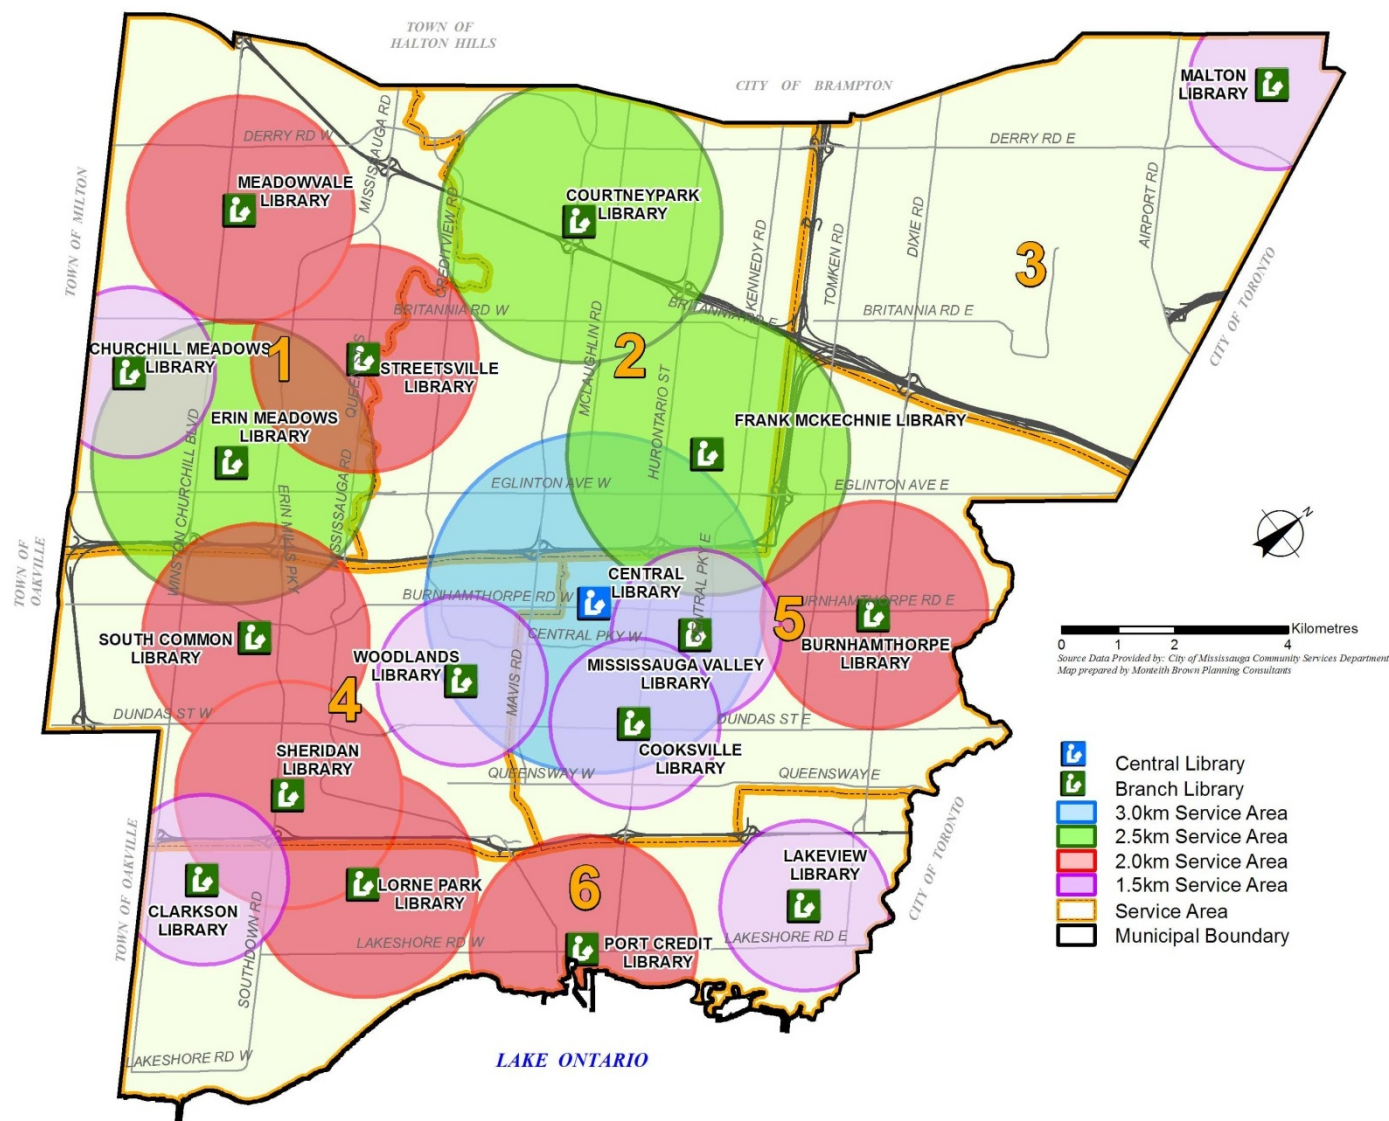 TOWN OF
HALTON HILLS
CITY OF BRAMPTON
MALTON
LIBRARY
DERRY RD W
MISSISSAUGA RD
DERRY RD E
MEADOWVALE
LIBRARY
COURTNEYPARK
LIBRARY
CREDITVIEW RD
KENNEDY RD
TOMKEN RD
DIXIE RD
AIRPORT RD
TOWN OF MILTON
3
BRITANNIA RD W
BRITANNIA RD E
BRITANNIA RD E
CITY OF TORONTO
CHURCHILL MEADOWS
LIBRARY
1
STREETSVILLE
LIBRARY
QUEEN S
2
MCLAUGHLIN RD
HURONTARIO ST
ERIN MEADOWS
LIBRARY
FRANK MCKECHNIE LIBRARY
WINSTON CHURCHILL BLVD
ERIN MILLS PKY
MISSISSAUGA RD
EGLINTON AVE W
EGLINTON AVE E
N
TOWN OF
OAKVILLE
CENTRAL
LIBRARY
BURNHAMTHORPE RD W
CENTRAL PKY E
5
BURNHAMTHORPE RD E
CENTRAL PKY W
SOUTH COMMON
LIBRARY
WOODLANDS
LIBRARY
MISSISSAUGA VALLEY
LIBRARY
BURNHAMTHORPE
LIBRARY
0 1 2 4
Kilometres
Source Data Provided by: City of Mississauga Community Services Department
Map prepared by Monteith Brown Planning Consultants
MAVIS RD
4
DUNDAS ST W
DUNDAS ST E
SHERIDAN
LIBRARY
COOKSVILLE
LIBRARY
QUEENSWAY W
QUEENSWAY E
Central Library
Branch Library
3.0km Service Area
2.5km Service Area
2.0km Service Area
1.5km Service Area
Service Area
Municipal Boundary
TOWN OF OAKVILLE
CITY OF TORONTO
LAKEVIEW
LIBRARY
6
CLARKSON
LIBRARY
LORNE PARK
LIBRARY
SOUTHDOWN RD
LAKESHORE RD W
PORT CREDIT
LIBRARY
LAKESHORE RD E
LAKESHORE RD W
LAKE ONTARIO